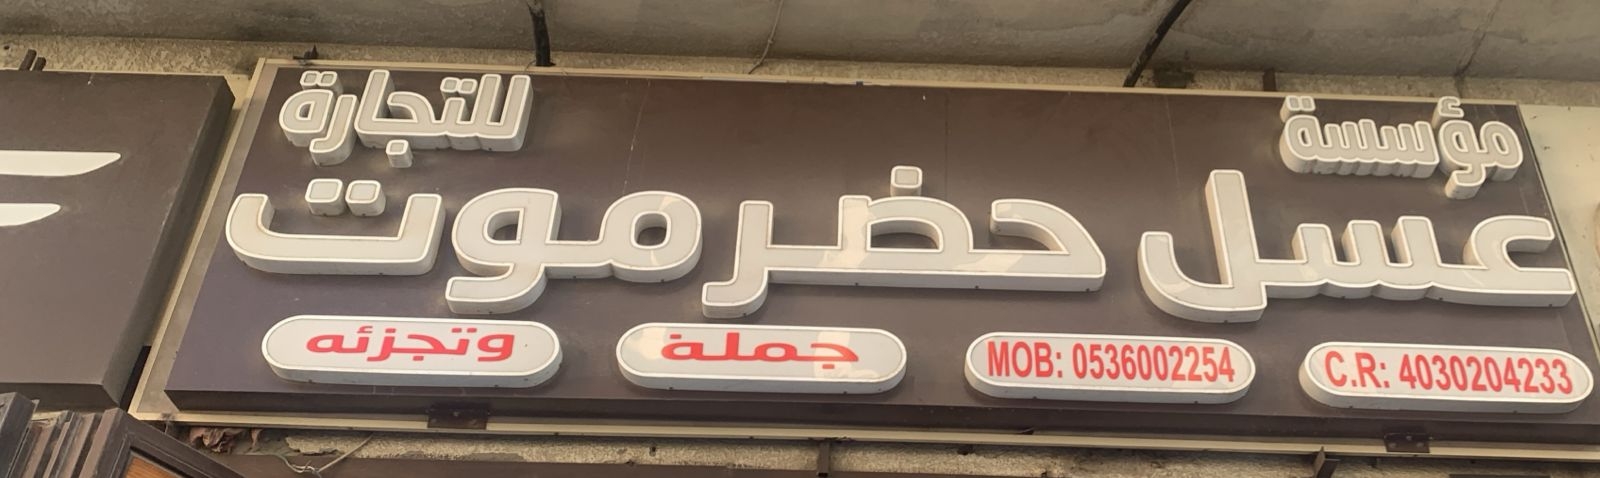 مؤسسة للتجارة
عسل حضرموت
C.R: 4030204233 MOB: 0536002254 جملة وتجزئه